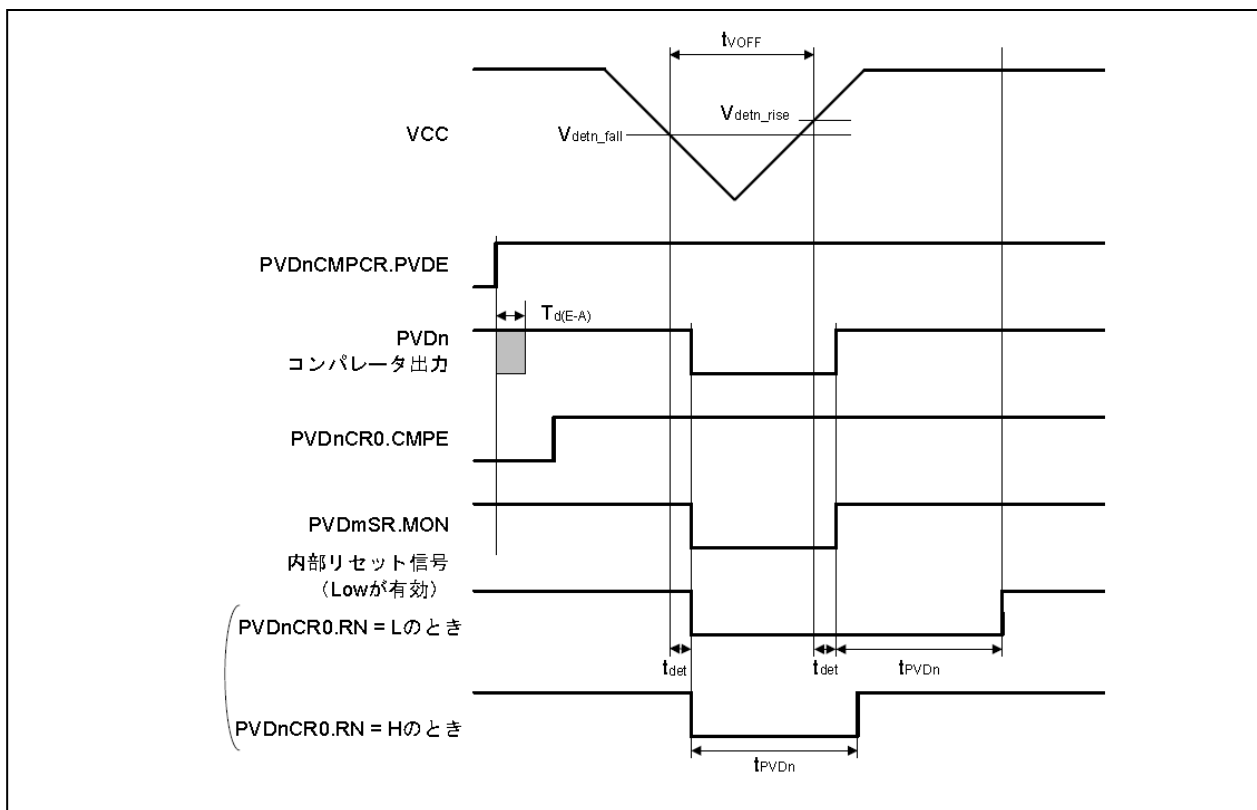 tVOFF
Vdetn_rise
VCC
Vdetn_fall
PVDnCMPCR.PVDE
Td(E-A)
PVDn
コンパレータ出力
PVDnCR0.CMPE
PVDmSR.MON
内部リセット信号
（Lowが有効）
PVDnCR0.RN = Lのとき
tdet
tdet
tPVDn
PVDnCR0.RN = Hのとき
tPVDn